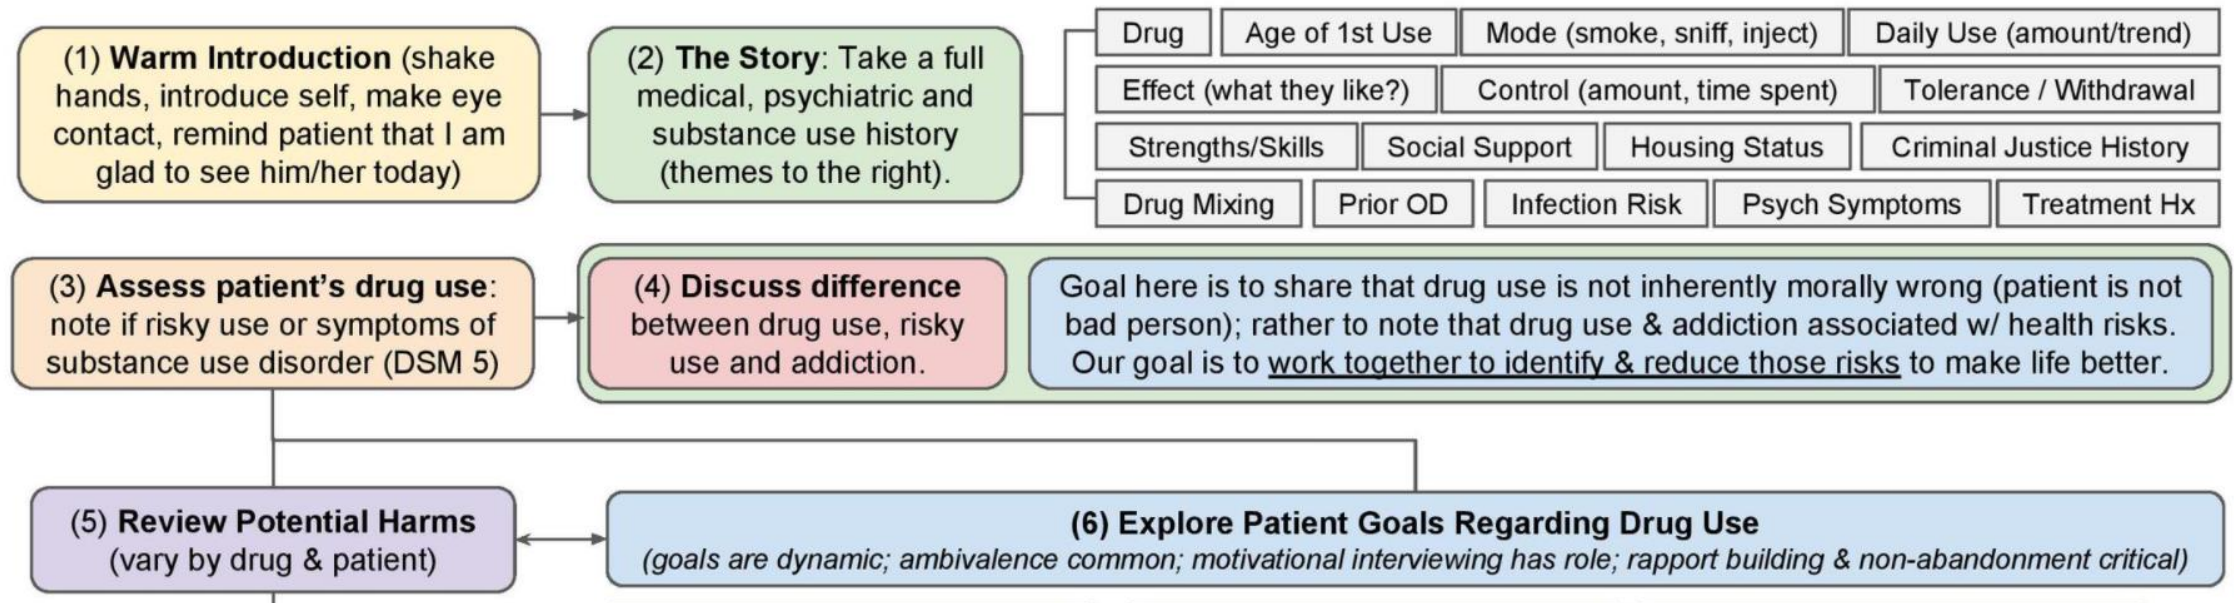 (1) Warm Introduction (shake
hands, introduce self, make eye
contact, remind patient that I am
glad to see him/her today)
(2) The Story: Take a full
medical, psychiatric and
substance use history
(themes to the right).
Drug
Age of 1st Use
Mode (smoke, sniff, inject)
Daily Use (amount/trend)
Effect (what they like?)
Control (amount, time spent)
Tolerance / Withdrawal
Strengths/Skills
Social Support
Housing Status
Criminal Justice History
Drug Mixing
Prior OD
Infection Risk
Psych Symptoms
Treatment Hx
(3) Assess patient's drug use:
note if risky use or symptoms of
substance use disorder (DSM 5)
(4) Discuss difference
between drug use, risky
use and addiction.
Goal here is to share that drug use is not inherently morally wrong (patient is not
bad person); rather to note that drug use & addiction associated w/ health risks.
Our goal is to work together to identify & reduce those risks to make life better.
(5) Review Potential Harms
(vary by drug & patient)
(6) Explore Patient Goals Regarding Drug Use
(goals are dynamic; ambivalence common; motivational interviewing has role; rapport building & non-abandonment critical)